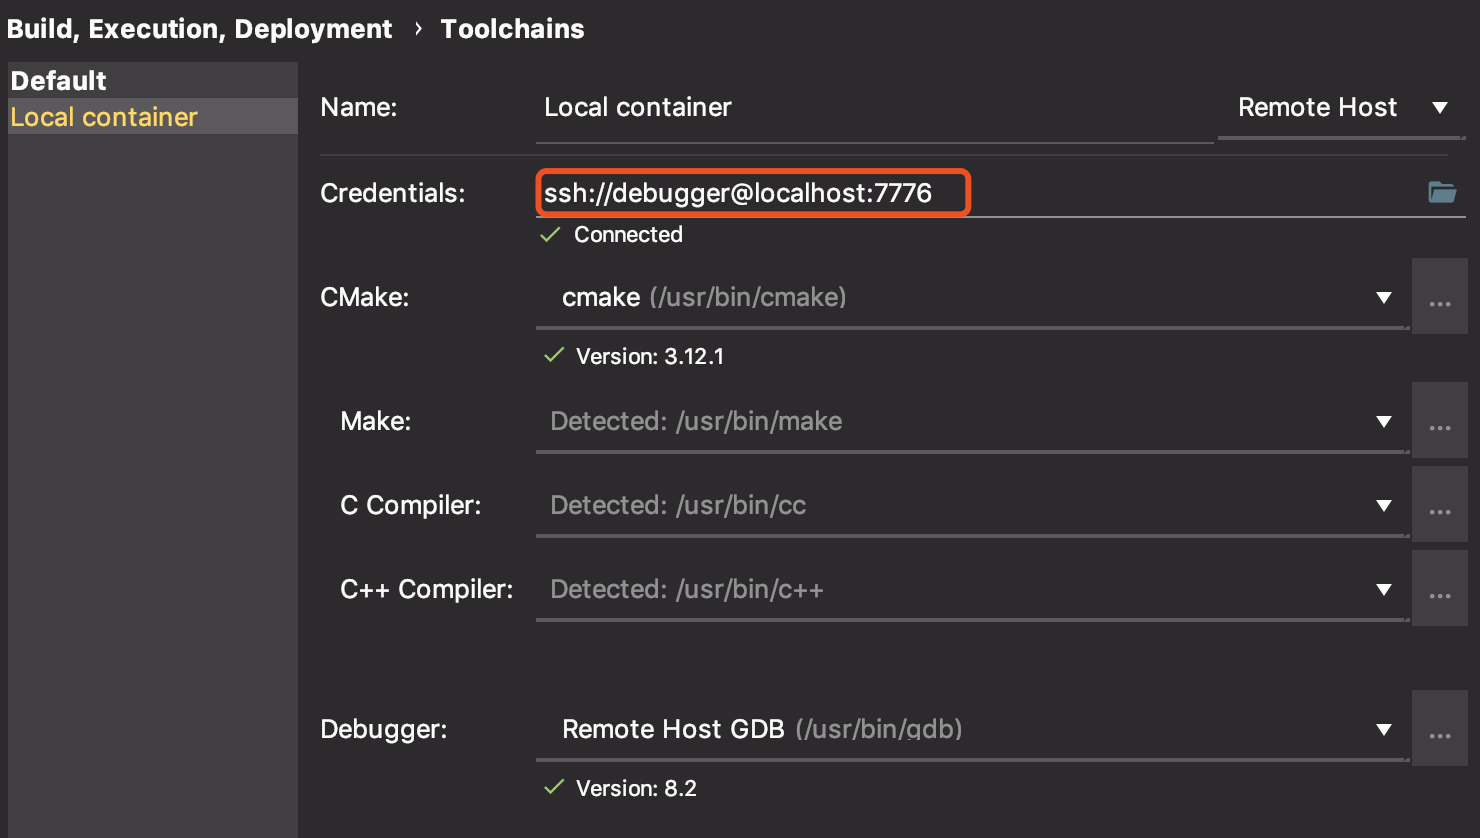 Build, Execution, Deployment › Toolchains
Default
Local container
Name: Local container Remote Host
Credentials: ssh://debugger@localhost:7776
Connected
CMake: cmake (/usr/bin/cmake) ...
Version: 3.12.1
Make: Detected: /usr/bin/make ...
C Compiler: Detected: /usr/bin/cc ...
C++ Compiler: Detected: /usr/bin/c++ ...
Debugger: Remote Host GDB (/usr/bin/gdb) ...
Version: 8.2